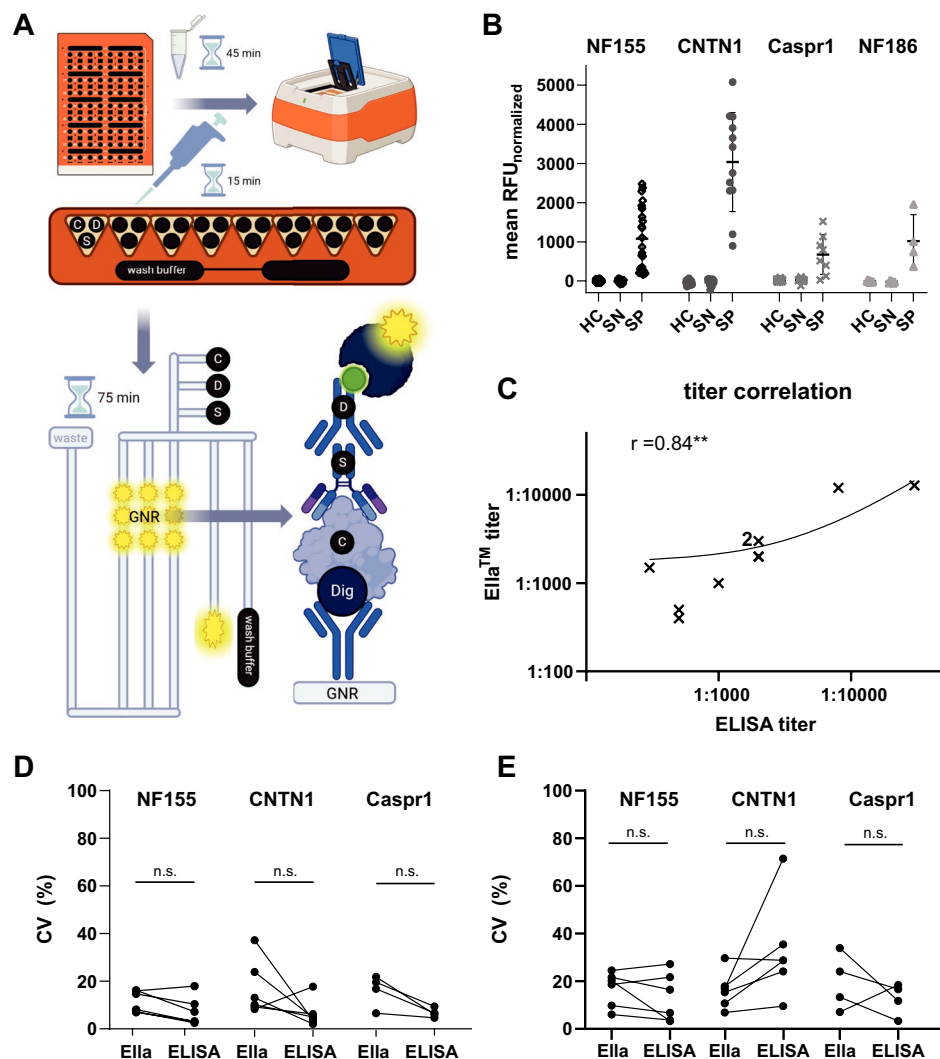 A
45 min
15 min
C D
S
wash buffer
75 min
waste
C
D
S
GNR
wash buffer
D
S
C
Dig
GNR
B
NF155 CNTN1 Caspr1 NF186
mean RFUnormalized
5000
4000
3000
2000
1000
0
HC SN SP HC SN SP HC SN SP HC SN SP
C
titer correlation
r =0.84**
Ella™ titer
1:10000
1:1000
1:100
2
1:1000 1:10000
ELISA titer
D
NF155 CNTN1 Caspr1
CV (%)
100
80
60
40
20
0
n.s. n.s. n.s.
Ella ELISA Ella ELISA Ella ELISA
E
NF155 CNTN1 Caspr1
CV (%)
100
80
60
40
20
0
n.s. n.s. n.s.
Ella ELISA Ella ELISA Ella ELISA